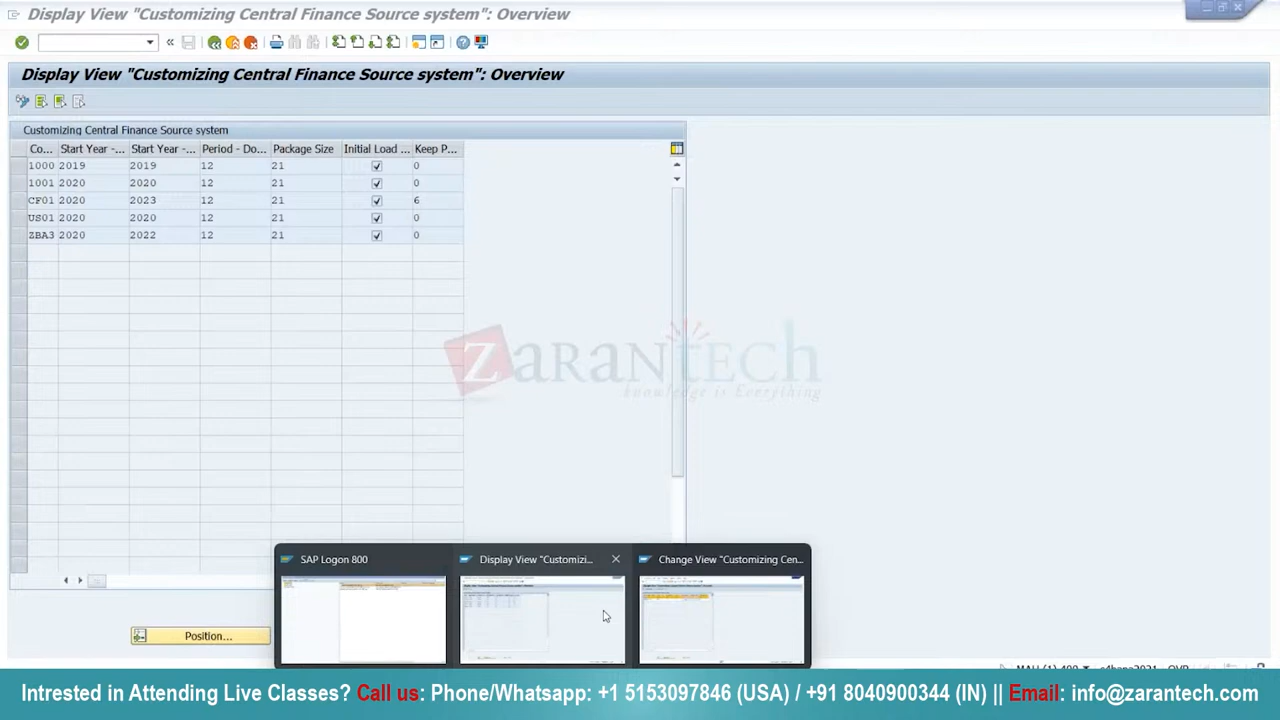 Display View "Customizing Central Finance Source system": Overview
Display View "Customizing Central Finance Source system": Overview
Customizing Central Finance Source system
Co... Start Year -... Start Year -... Period - Do... Package Size Initial Load ... Keep P...
1000 2019 2019 12 21 0
1001 2020 2020 12 21 0
CF01 2020 2023 12 21 6
US01 2020 2020 12 21 0
ZBA3 2020 2022 12 21 0
ZaranTech
knowledge is Everything
SAP Logon 800
Display View "Customizi...
Change View "Customizing Cen...
Position...
Intrested in Attending Live Classes? Call us: Phone/Whatsapp: +1 5153097846 (USA) / +91 8040900344 (IN) || Email: info@zarantech.com